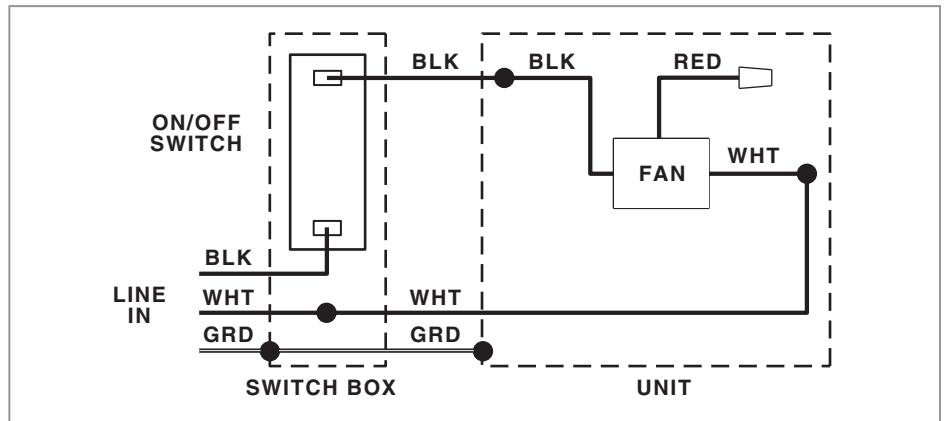 BLK
BLK
RED
ON/OFF
SWITCH
FAN
WHT
BLK
LINE
IN
WHT
WHT
GRD
GRD
SWITCH BOX
UNIT